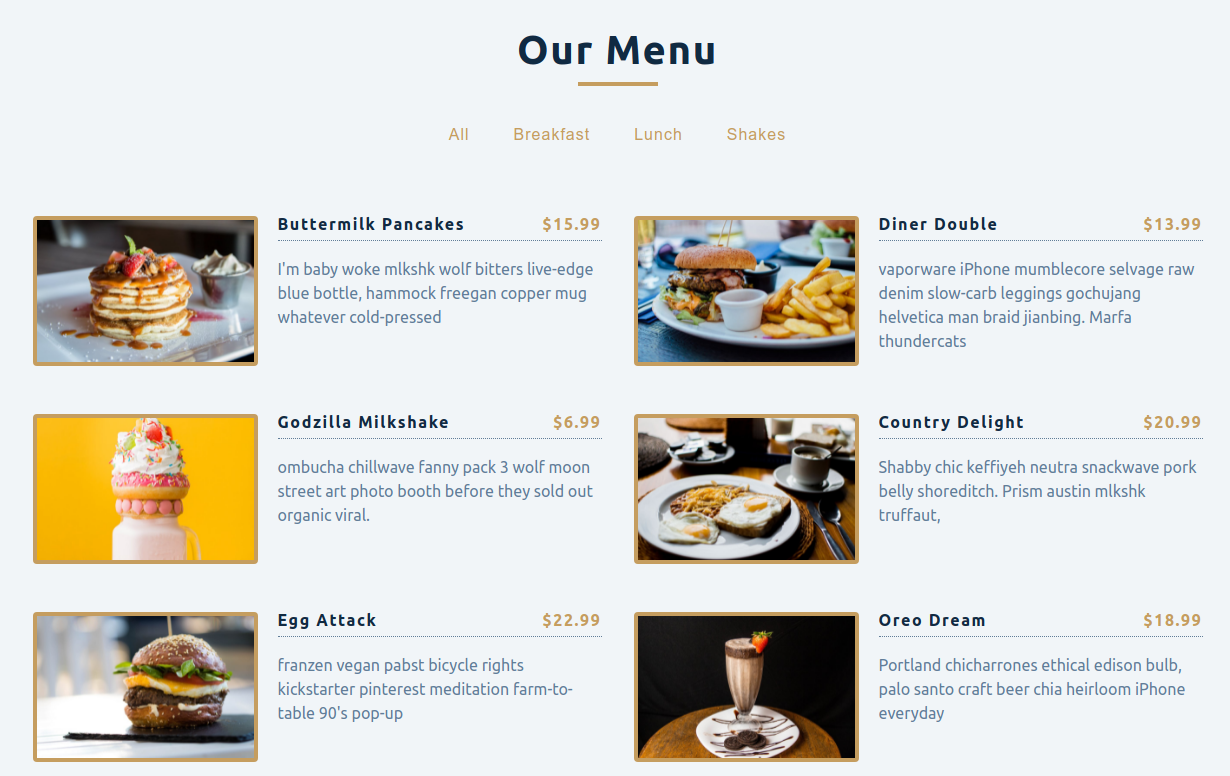 Our Menu
All Breakfast Lunch Shakes
Buttermilk Pancakes $15.99
I'm baby woke mlkshk wolf bitters live-edge
blue bottle, hammock freegan copper mug
whatever cold-pressed
Diner Double $13.99
vaporware iPhone mumblecore selvage raw
denim slow-carb leggings gochujang
helvetica man braid jianbing. Marfa
thundercats
Godzilla Milkshake $6.99
ombucha chillwave fanny pack 3 wolf moon
street art photo booth before they sold out
organic viral.
Country Delight $20.99
Shabby chic keffiyeh neutra snackwave pork
belly shoreditch. Prism austin mlkshk
truffaut,
Egg Attack $22.99
franzen vegan pabst bicycle rights
kickstarter pinterest meditation farm-to-
table 90's pop-up
Oreo Dream $18.99
Portland chicharrones ethical edison bulb,
palo santo craft beer chia heirloom iPhone
everyday